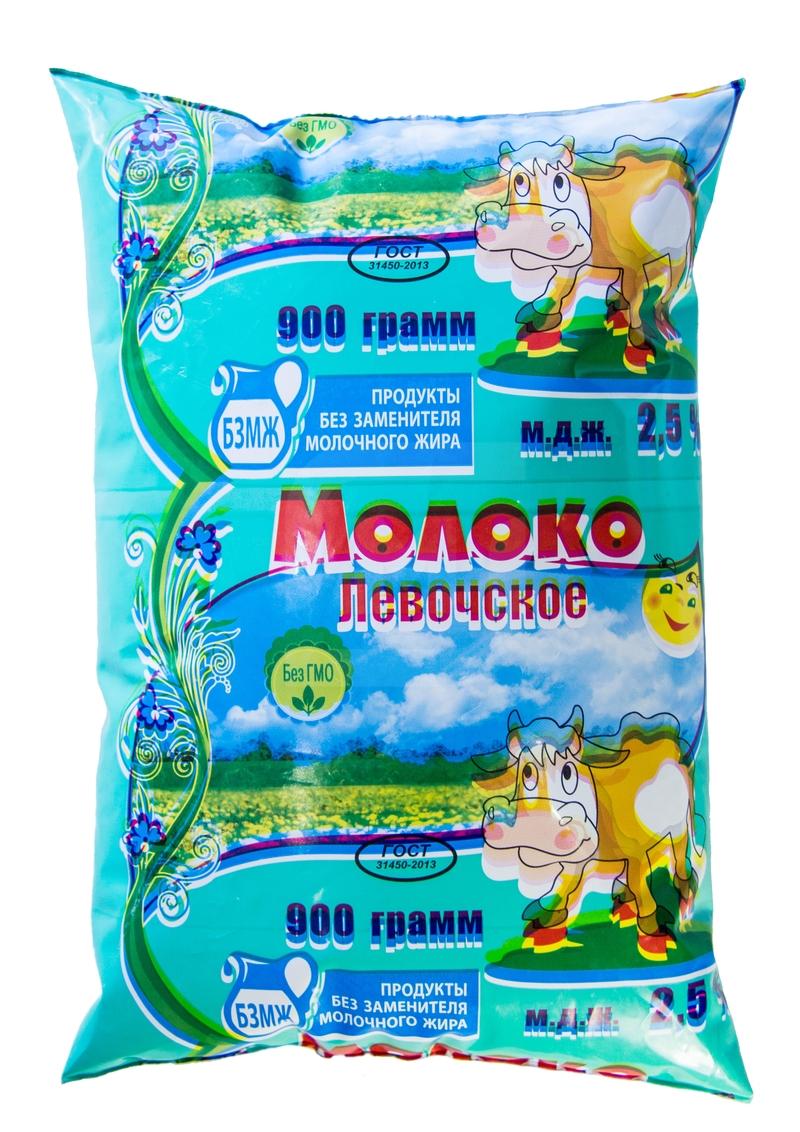 Без ГМО
ГОСТ
31450-2013
900 грамм
БЗМЖ
ПРОДУКТЫ
БЕЗ ЗАМЕНИТЕЛЯ
МОЛОЧНОГО ЖИРА
м.д.ж. 2,5 %
Молоко
Левочское
Без ГМО
ГОСТ
31450-2013
900 грамм
БЗМЖ
ПРОДУКТЫ
БЕЗ ЗАМЕНИТЕЛЯ
МОЛОЧНОГО ЖИРА
м.д.ж. 2,5